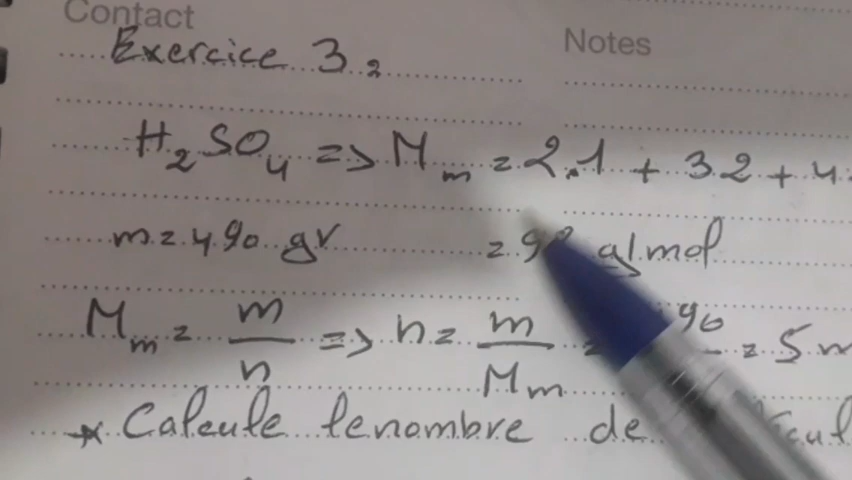 Contact
Notes
Exercice 3.2
H₂SO₄ => Mm = 2.1 + 32 + 4.
m = 490 gr = 98 g/mol
Mm = m/n => n = m/Mm = = 5 m
* Calcule le nombre de